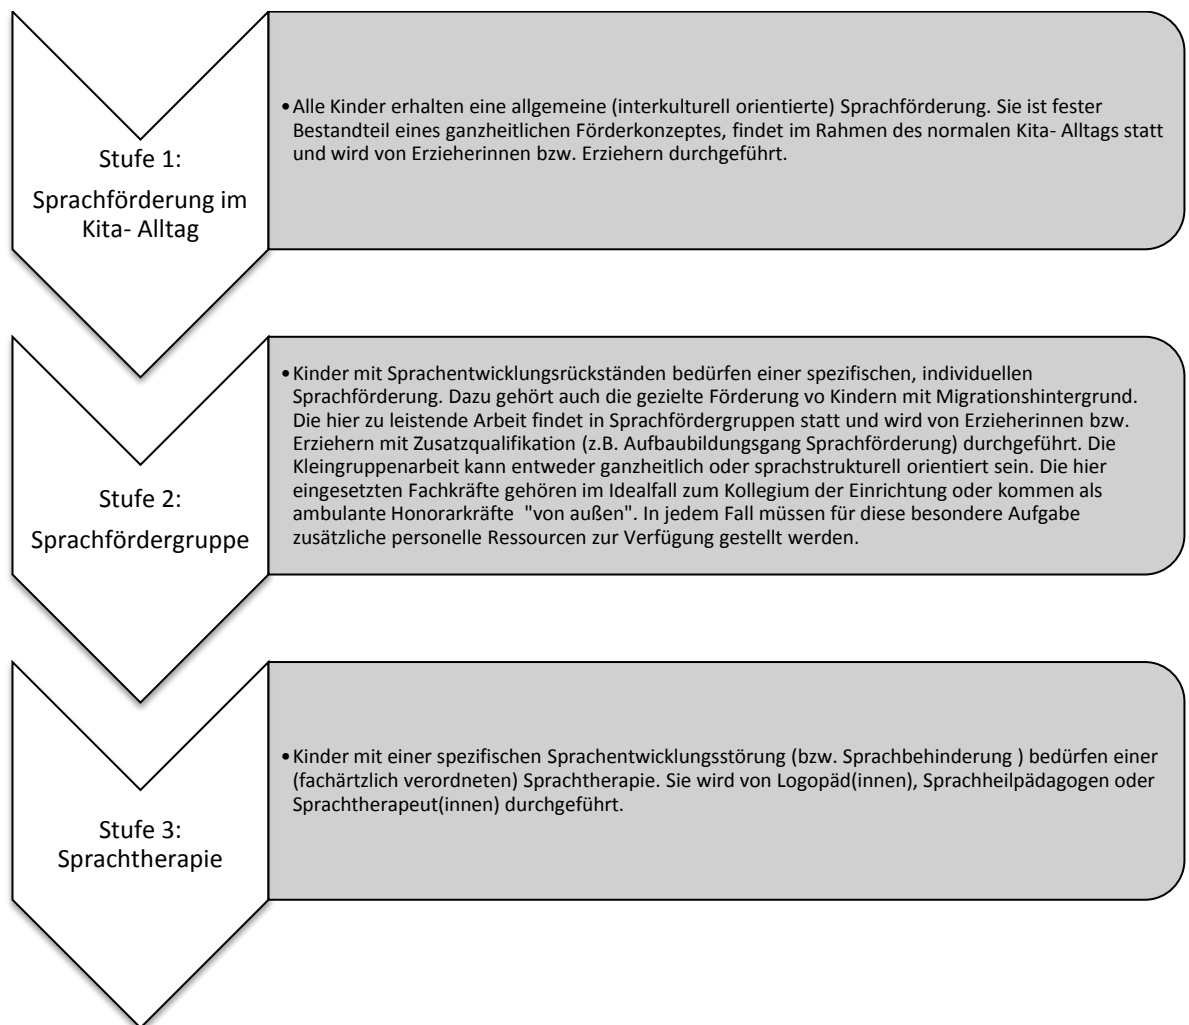 Stufe 1:
Sprachförderung im
Kita- Alltag
•Alle Kinder erhalten eine allgemeine (interkulturell orientierte) Sprachförderung. Sie ist fester
Bestandteil eines ganzheitlichen Förderkonzeptes, findet im Rahmen des normalen Kita- Alltags statt
und wird von Erzieherinnen bzw. Erziehern durchgeführt.
Stufe 2:
Sprachfördergruppe
•Kinder mit Sprachentwicklungsrückständen bedürfen einer spezifischen, individuellen
Sprachförderung. Dazu gehört auch die gezielte Förderung vo Kindern mit Migrationshintergrund.
Die hier zu leistende Arbeit findet in Sprachfördergruppen statt und wird von Erzieherinnen bzw.
Erziehern mit Zusatzqualifikation (z.B. Aufbaubildungsgang Sprachförderung) durchgeführt. Die
Kleingruppenarbeit kann entweder ganzheitlich oder sprachstrukturell orientiert sein. Die hier
eingesetzten Fachkräfte gehören im Idealfall zum Kollegium der Einrichtung oder kommen als
ambulante Honorarkräfte "von außen". In jedem Fall müssen für diese besondere Aufgabe
zusätzliche personelle Ressourcen zur Verfügung gestellt werden.
Stufe 3:
Sprachtherapie
•Kinder mit einer spezifischen Sprachentwicklungsstörung (bzw. Sprachbehinderung ) bedürfen einer
(fachärtzlich verordneten) Sprachtherapie. Sie wird von Logopäd(innen), Sprachheilpädagogen oder
Sprachtherapeut(innen) durchgeführt.